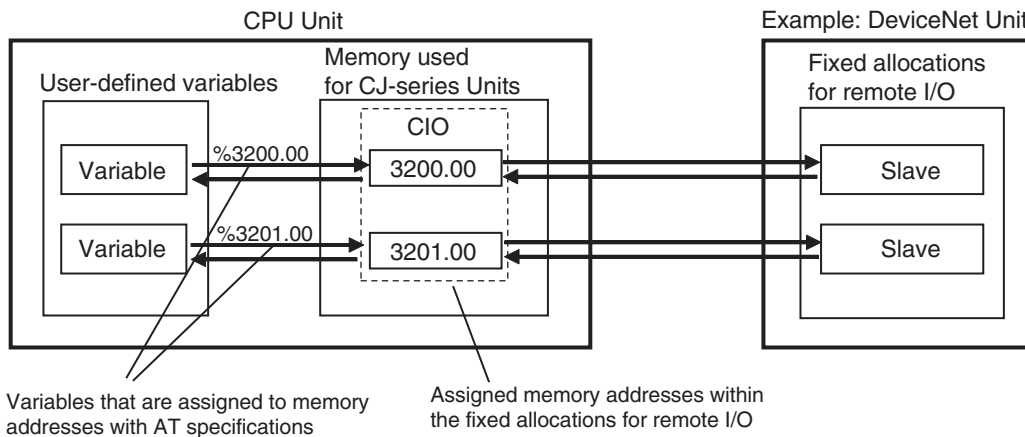 CPU Unit
Example: DeviceNet Unit
User-defined variables
Memory used
for CJ-series Units
Fixed allocations
for remote I/O
CIO
Variable
%3200.00
3200.00
Slave
Variable
%3201.00
3201.00
Slave
Variables that are assigned to memory
addresses with AT specifications
Assigned memory addresses within
the fixed allocations for remote I/O